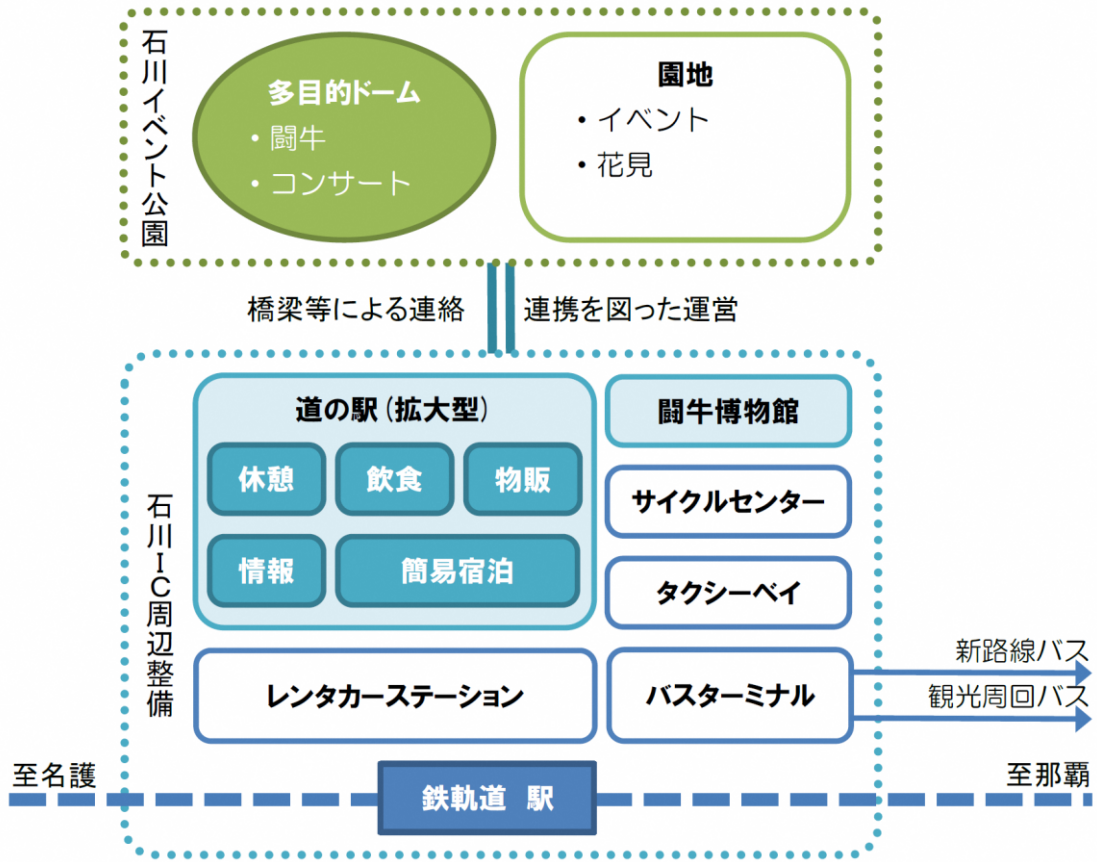 石川イベント公園
多目的ドーム
・闘牛
・コンサート
園地
・イベント
・花見
橋梁等による連絡
連携を図った運営
石川IC周辺整備
道の駅(拡大型)
休憩
飲食
物販
情報
簡易宿泊
闘牛博物館
サイクルセンター
タクシーベイ
レンタカーステーション
バスターミナル
新路線バス
観光周回バス
至名護
鉄軌道 駅
至那覇